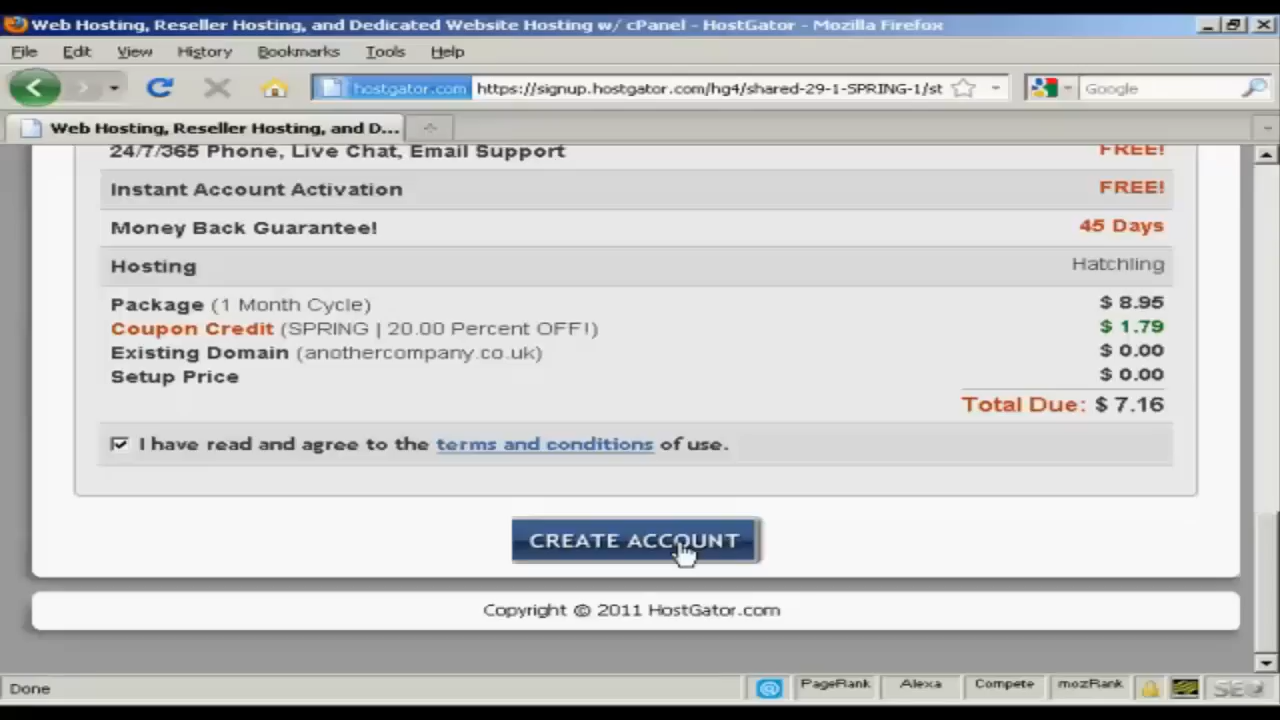 Web Hosting, Reseller Hosting, and Dedicated Website Hosting w/ cPanel - HostGator - Mozilla Firefox
File Edit View History Bookmarks Tools Help
hostgator.com https://signup.hostgator.com/hg4/shared-29-1-SPRING-1/st Google
Web Hosting, Reseller Hosting, and D...
24/7/365 Phone, Live Chat, Email Support FREE!
Instant Account Activation FREE!
Money Back Guarantee! 45 Days
Hosting Hatchling
Package (1 Month Cycle) $ 8.95
Coupon Credit (SPRING | 20.00 Percent OFF!) $ 1.79
Existing Domain (anothercompany.co.uk) $ 0.00
Setup Price $ 0.00
Total Due: $ 7.16
I have read and agree to the terms and conditions of use.
CREATE ACCOUNT
Copyright © 2011 HostGator.com
Done PageRank Alexa Compete mozRank SEO